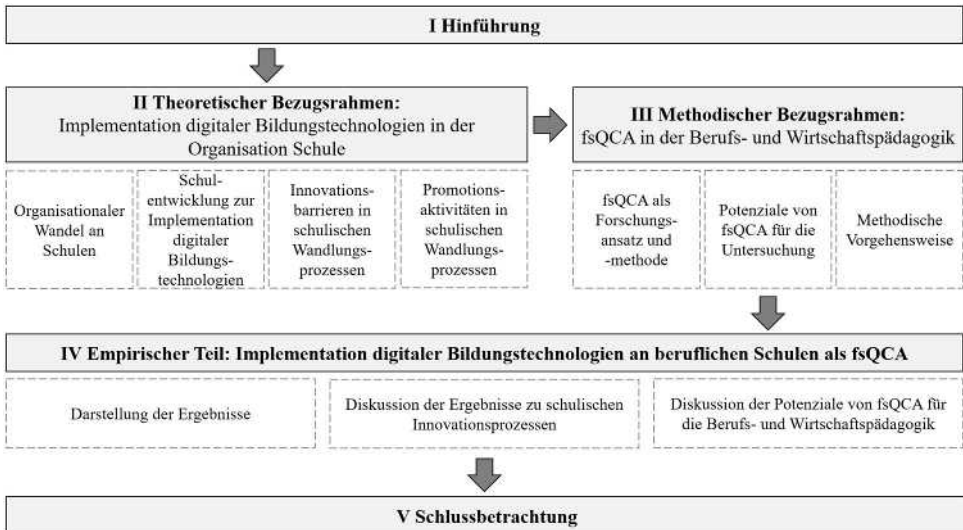 I Hinführung
II Theoretischer Bezugsrahmen:
Implementation digitaler Bildungstechnologien in der
Organisation Schule
III Methodischer Bezugsrahmen:
fsQCA in der Berufs- und Wirtschaftspädagogik
Organisationaler
Wandel an
Schulen
Schul-
entwicklung zur
Implementation
digitaler
Bildungs-
technologien
Innovations-
barrieren in
schulischen
Wandlungs-
prozessen
Promotions-
aktivitäten in
schulischen
Wandlungs-
prozessen
fsQCA als
Forschungs-
ansatz und
-methode
Potenziale von
fsQCA für die
Untersuchung
Methodische
Vorgehensweise
IV Empirischer Teil: Implementation digitaler Bildungstechnologien an beruflichen Schulen als fsQCA
Darstellung der Ergebnisse
Diskussion der Ergebnisse zu schulischen
Innovationsprozessen
Diskussion der Potenziale von fsQCA für
die Berufs- und Wirtschaftspädagogik
V Schlussbetrachtung